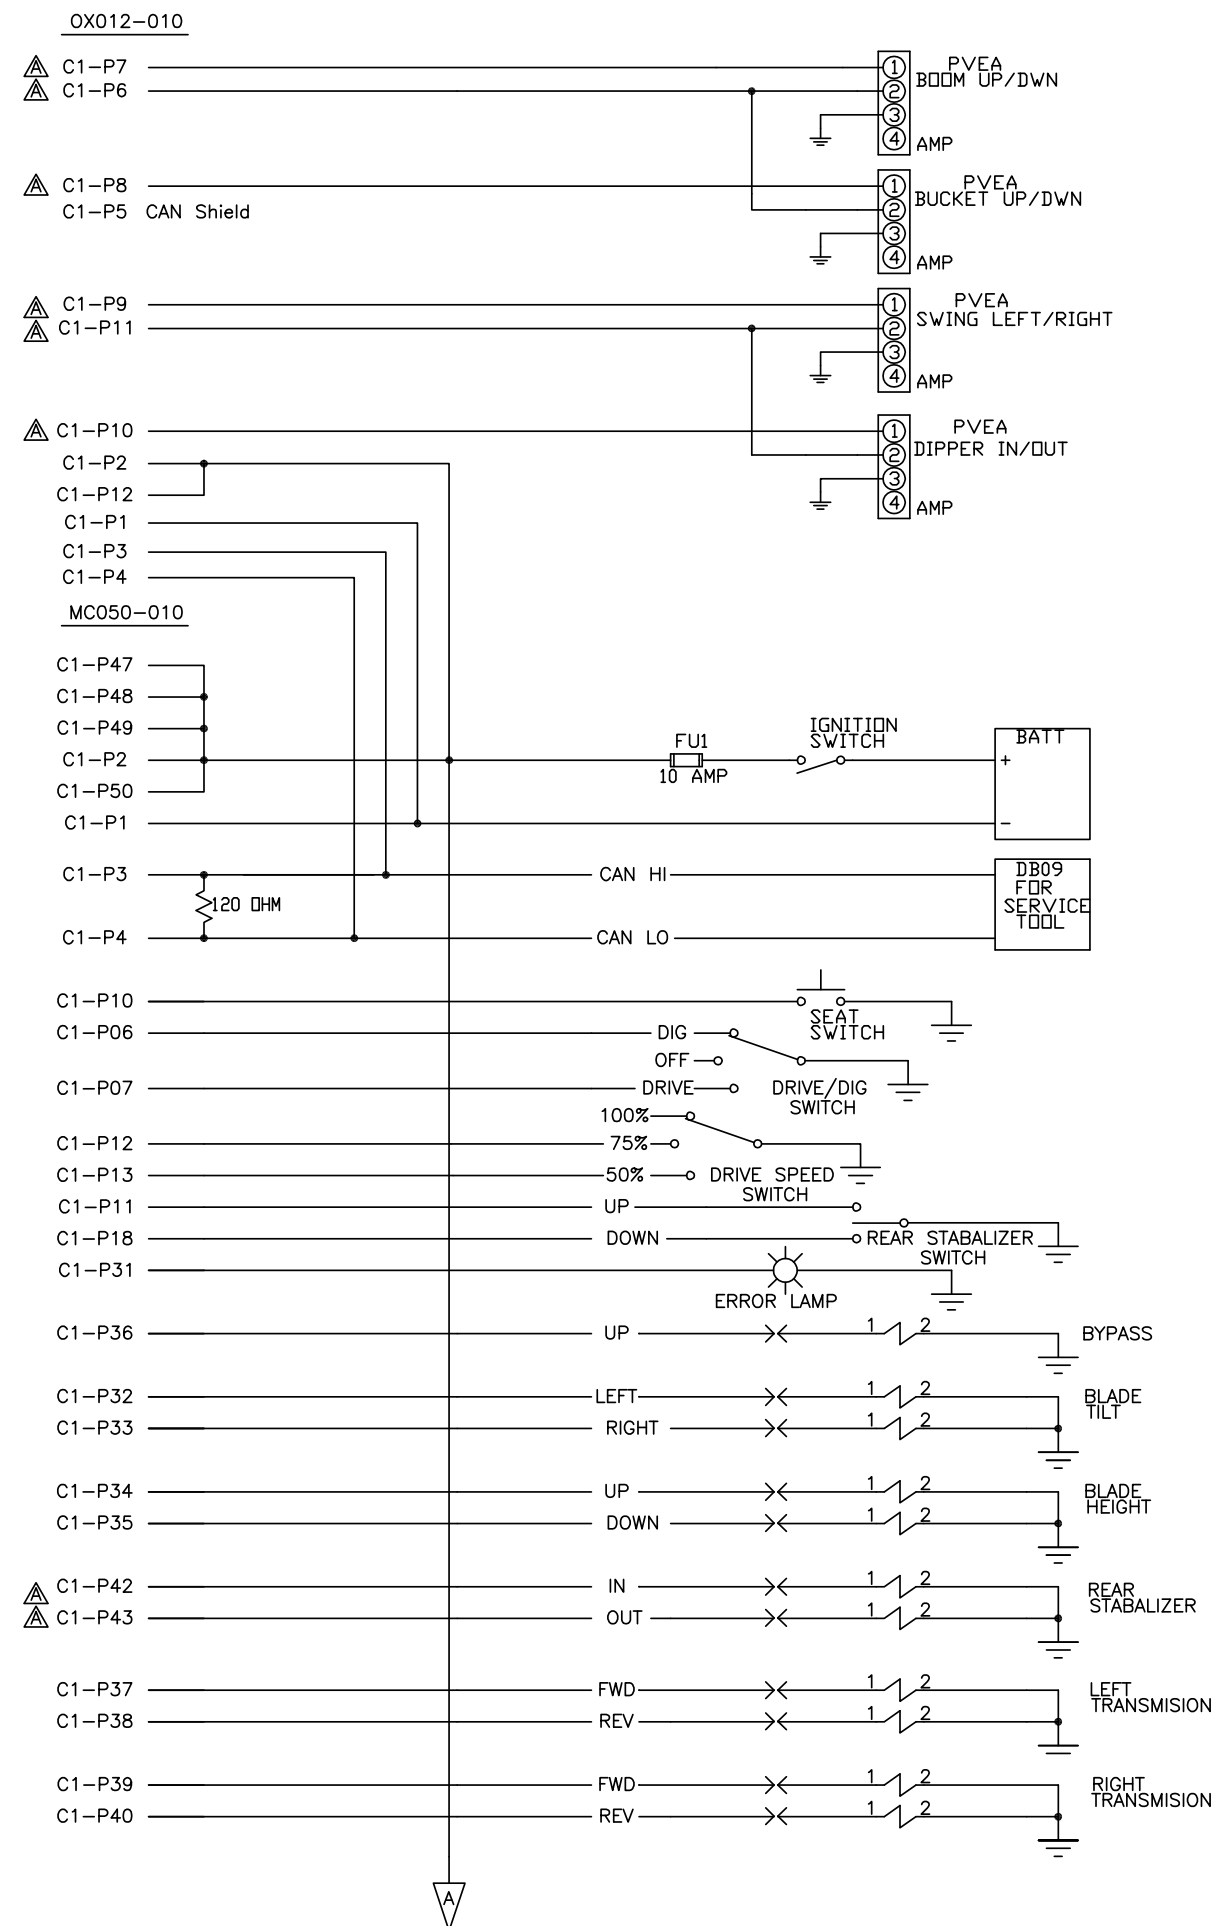 OX012-010
A C1-P7 1 PVEA
A C1-P6 2 BOOM UP/DWN
3
4 AMP
A C1-P8 1 PVEA
C1-P5 CAN Shield 2 BUCKET UP/DWN
3
4 AMP
A C1-P9 1 PVEA
A C1-P11 2 SWING LEFT/RIGHT
3
4 AMP
A C1-P10 1 PVEA
C1-P2 2 DIPPER IN/OUT
3
C1-P12 4 AMP
C1-P1
C1-P3
C1-P4
MC050-010
C1-P47
C1-P48
C1-P49 IGNITION
FU1 SWITCH BATT
C1-P2 +
10 AMP
C1-P50
C1-P1 -
C1-P3 CAN HI DB09
FOR
120 OHM SERVICE
TOOL
C1-P4 CAN LO
C1-P10 SEAT
SWITCH
C1-P06 DIG
OFF
C1-P07 DRIVE DRIVE/DIG
SWITCH
100%
C1-P12 75%
C1-P13 50% DRIVE SPEED
SWITCH
C1-P11 UP
C1-P18 DOWN REAR STABALIZER
SWITCH
C1-P31
ERROR LAMP
C1-P36 UP 1 2 BYPASS
C1-P32 LEFT 1 2 BLADE
TILT
C1-P33 RIGHT 1 2
C1-P34 UP 1 2 BLADE
HEIGHT
C1-P35 DOWN 1 2
A C1-P42 IN 1 2 REAR
STABALIZER
A C1-P43 OUT 1 2
C1-P37 FWD 1 2 LEFT
TRANSMISION
C1-P38 REV 1 2
C1-P39 FWD 1 2 RIGHT
TRANSMISION
C1-P40 REV 1 2
A